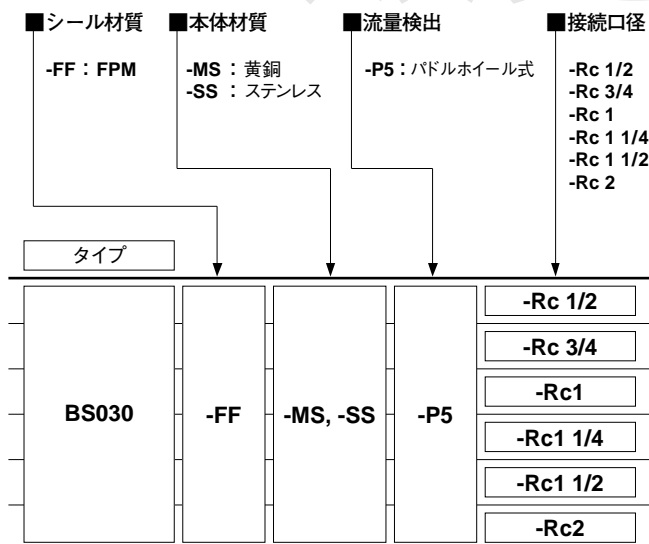 ■シール材質 ■本体材質 ■流量検出 ■接続口径
-FF：FPM -MS：黄銅 -P5：パドルホイール式 -Rc 1/2
-SS：ステンレス -Rc 3/4
-Rc 1
-Rc 1 1/4
-Rc 1 1/2
-Rc 2
タイプ
-Rc 1/2
-Rc 3/4
BS030 -FF -MS, -SS -P5 -Rc1
-Rc1 1/4
-Rc1 1/2
-Rc2